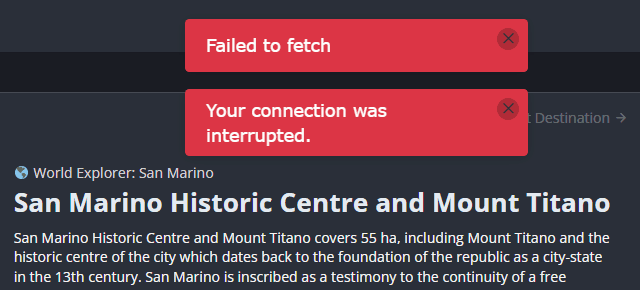 Failed to fetch
Your connection was
interrupted.
Destination →
World Explorer: San Marino
San Marino Historic Centre and Mount Titano
San Marino Historic Centre and Mount Titano covers 55 ha, including Mount Titano and the
historic centre of the city which dates back to the foundation of the republic as a city-state
in the 13th century. San Marino is inscribed as a testimony to the continuity of a free